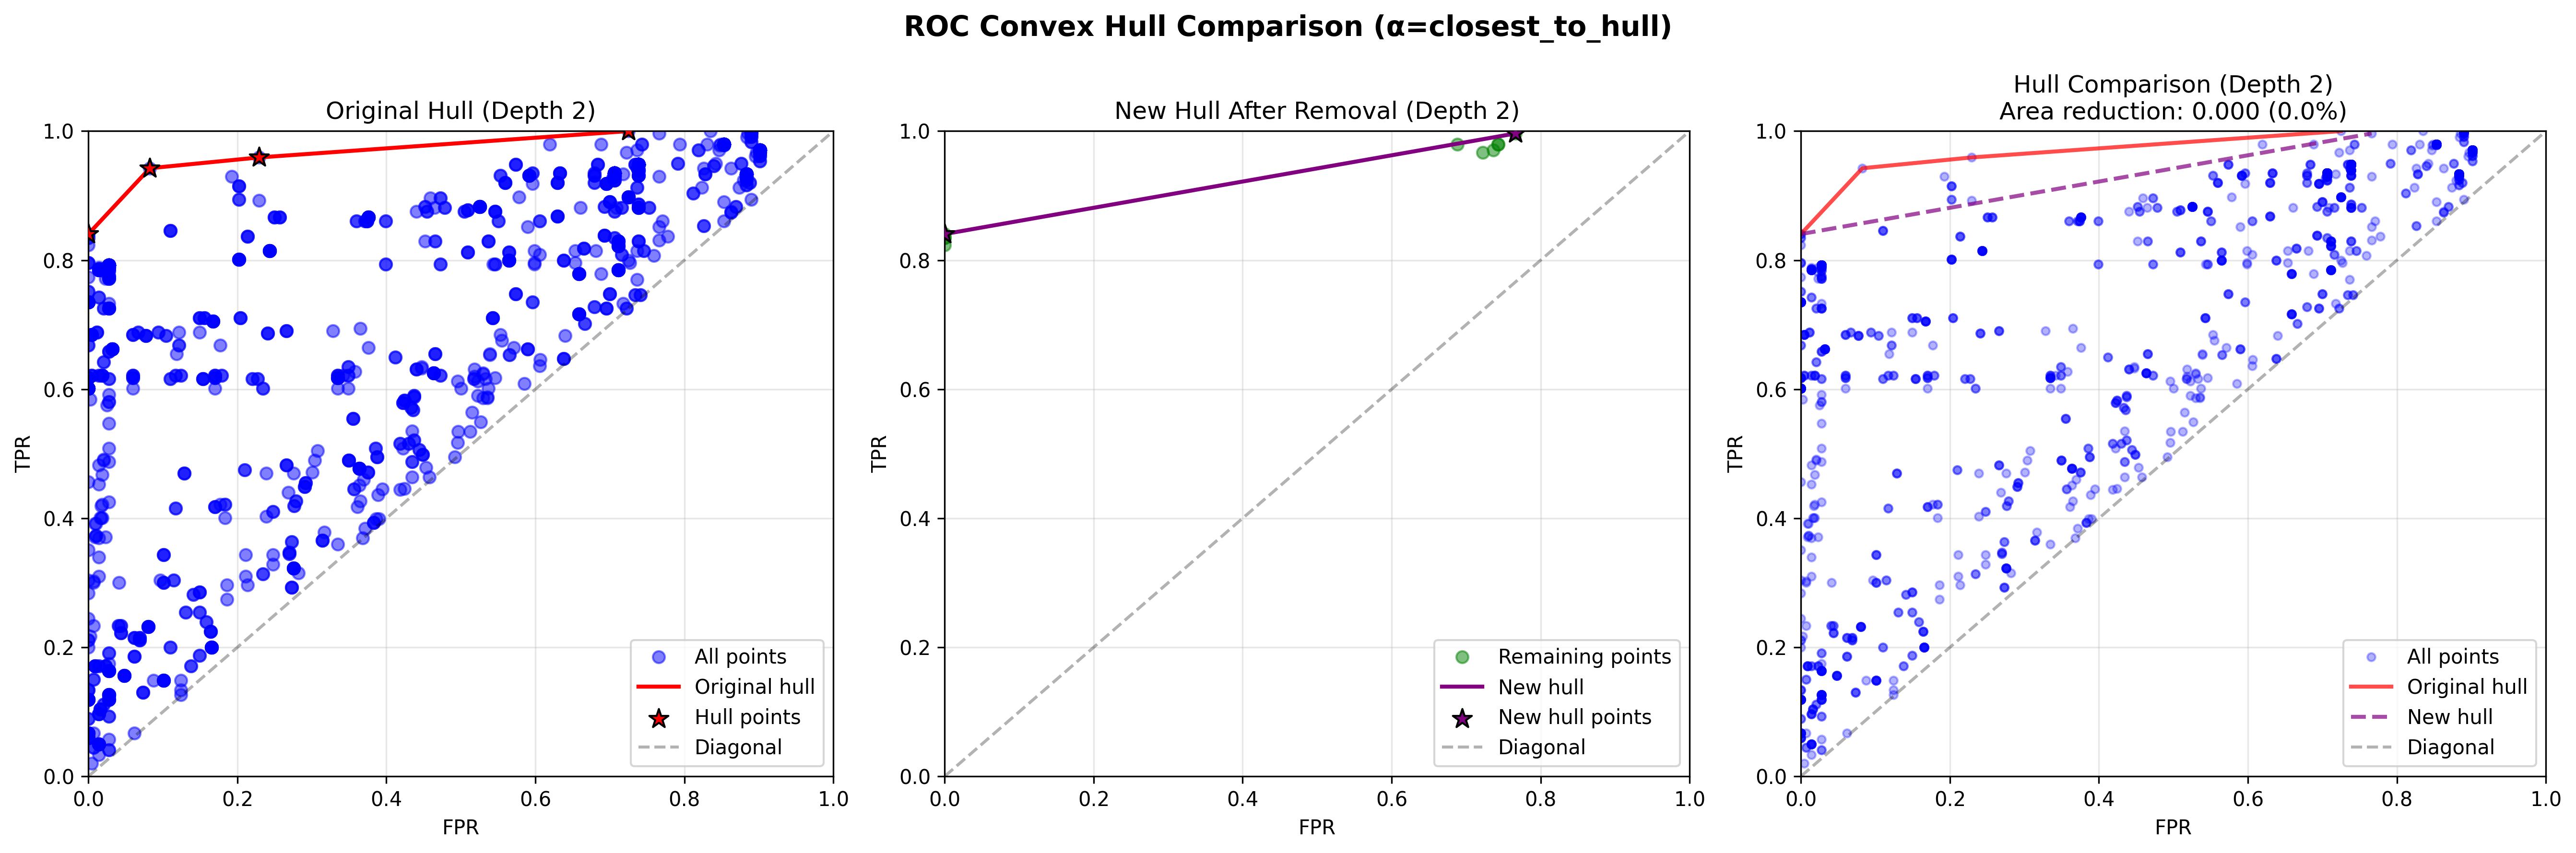 ROC Convex Hull Comparison (α=closest_to_hull)
Original Hull (Depth 2)
1.0
0.8
0.6
0.4
0.2
0.0
TPR
0.0 0.2 0.4 0.6 0.8 1.0
FPR
All points
Original hull
Hull points
Diagonal
New Hull After Removal (Depth 2)
1.0
0.8
0.6
0.4
0.2
0.0
TPR
0.0 0.2 0.4 0.6 0.8 1.0
FPR
Remaining points
New hull
New hull points
Diagonal
Hull Comparison (Depth 2)
Area reduction: 0.000 (0.0%)
1.0
0.8
0.6
0.4
0.2
0.0
TPR
0.0 0.2 0.4 0.6 0.8 1.0
FPR
All points
Original hull
New hull
Diagonal